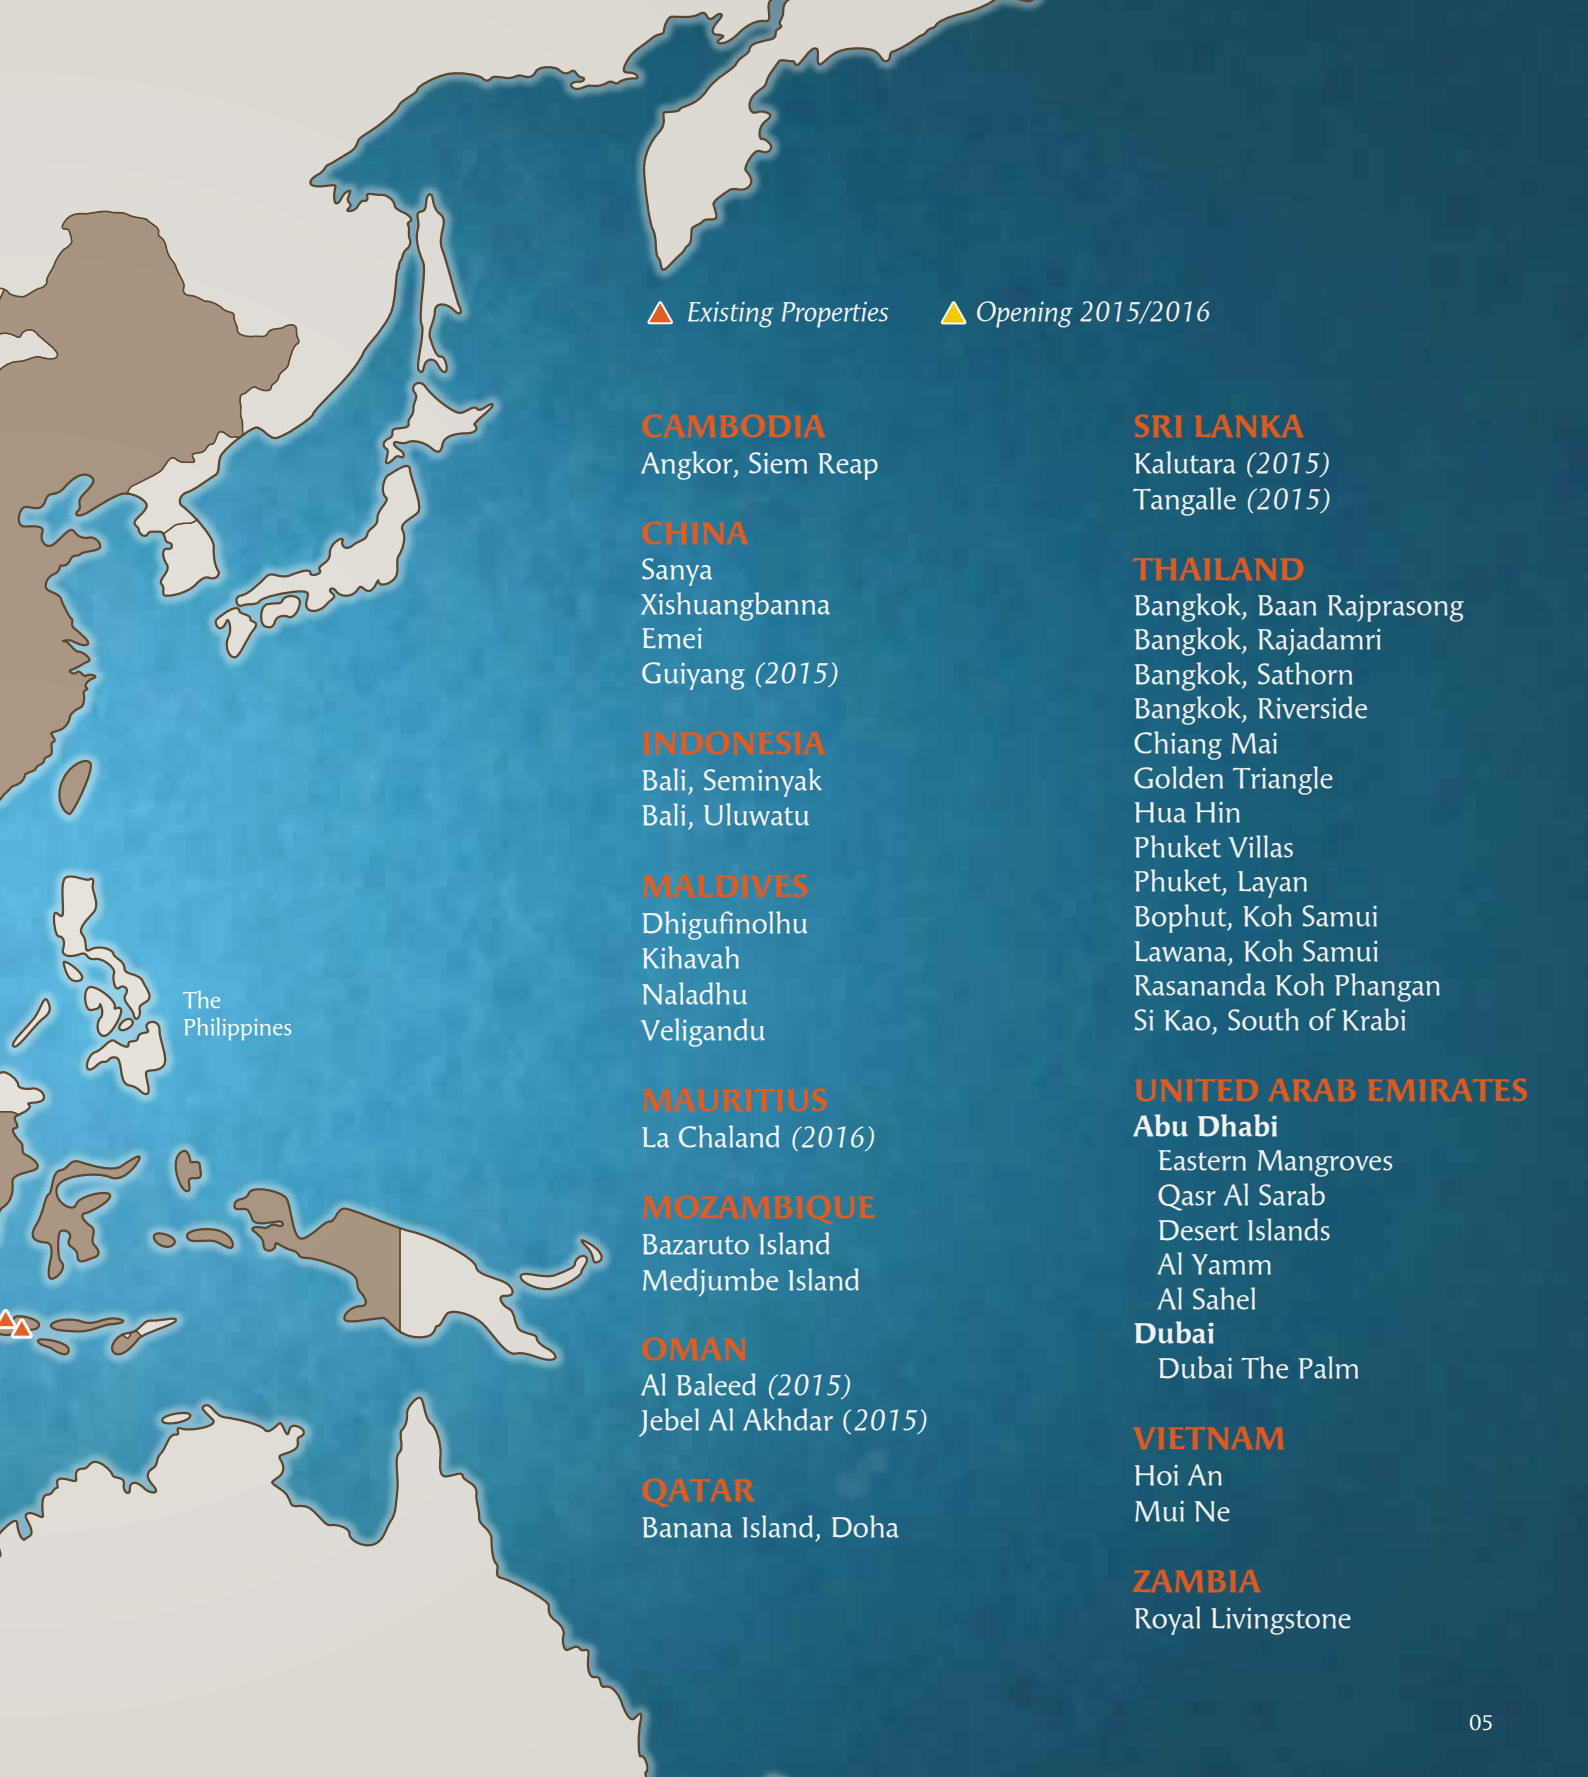 Existing Properties
Opening 2015/2016
CAMBODIA
Angkor, Siem Reap
CHINA
Sanya
Xishuangbanna
Emei
Guiyang (2015)
INDONESIA
Bali, Seminyak
Bali, Uluwatu
MALDIVES
Dhigufinolhu
Kihavah
Naladhu
Veligandu
MAURITIUS
La Chaland (2016)
MOZAMBIQUE
Bazaruto Island
Medjumbe Island
OMAN
Al Baleed (2015)
Jebel Al Akhdar (2015)
QATAR
Banana Island, Doha
SRI LANKA
Kalutara (2015)
Tangalle (2015)
THAILAND
Bangkok, Baan Rajprasong
Bangkok, Rajadamri
Bangkok, Sathorn
Bangkok, Riverside
Chiang Mai
Golden Triangle
Hua Hin
Phuket Villas
Phuket, Layan
Bophut, Koh Samui
Lawana, Koh Samui
Rasananda Koh Phangan
Si Kao, South of Krabi
UNITED ARAB EMIRATES
Abu Dhabi
Eastern Mangroves
Qasr Al Sarab
Desert Islands
Al Yamm
Al Sahel
Dubai
Dubai The Palm
VIETNAM
Hoi An
Mui Ne
ZAMBIA
Royal Livingstone
The
Philippines
05